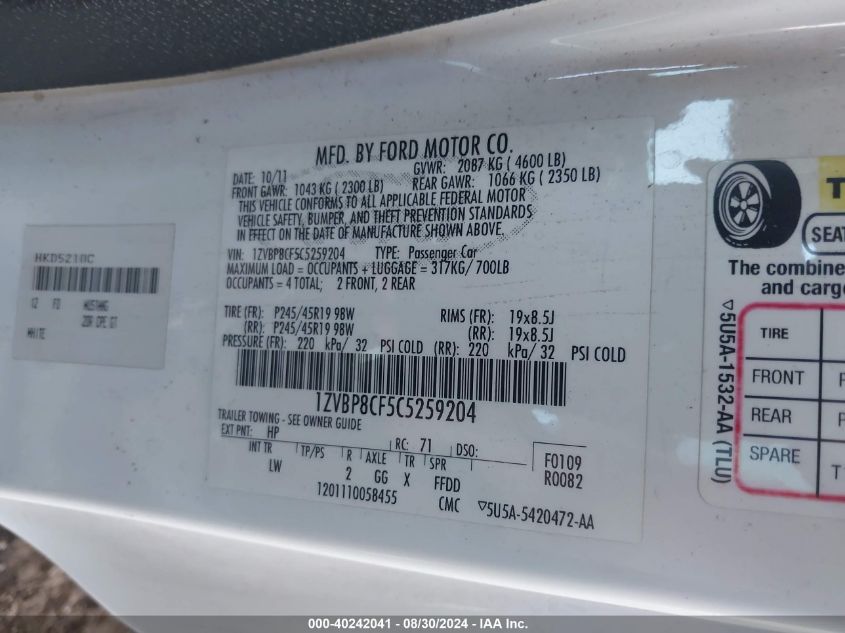 MFD. BY FORD MOTOR CO.
DATE: 10/11 GVWR: 2087 KG ( 4600 LB)
FRONT GAWR: 1043 KG ( 2300 LB) REAR GAWR: 1066 KG ( 2350 LB)
THIS VEHICLE CONFORMS TO ALL APPLICABLE FEDERAL MOTOR
VEHICLE SAFETY, BUMPER, AND THEFT PREVENTION STANDARDS
IN EFFECT ON THE DATE OF MANUFACTURE SHOWN ABOVE.
VIN: 1ZVBP8CF5C5259204 TYPE: Passenger Car
MAXIMUM LOAD = OCCUPANTS + LUGGAGE = 317KG/700LB
OCCUPANTS = 4 TOTAL; 2 FRONT, 2 REAR
TIRE (FR): P245/45R19 98W RIMS (FR): 19x8.5J
(RR): P245/45R19 98W (RR): 19x8.5J
PRESSURE (FR): 220 kPa/ 32 PSI COLD (RR): 220 kPa/ 32 PSI COLD
1ZVBP8CF5C5259204
TRAILER TOWING - SEE OWNER GUIDE
EXT PNT: HP RC: 71 DSO:
INT TR TP/PS R AXLE TR SPR
LW 2 GG X FFDD
F0109
R0082
1201110058455 CMC ▽5U5A-5420472-AA
HKD5210C
12 FD MUSTANG
2DR CPE GT
WHITE
T
SEAT
The combine
and cargo
TIRE
FRONT F
REAR F
SPARE T
▽5U5A-1532-AA (TLU)
000-40242041 - 08/30/2024 - IAA Inc.